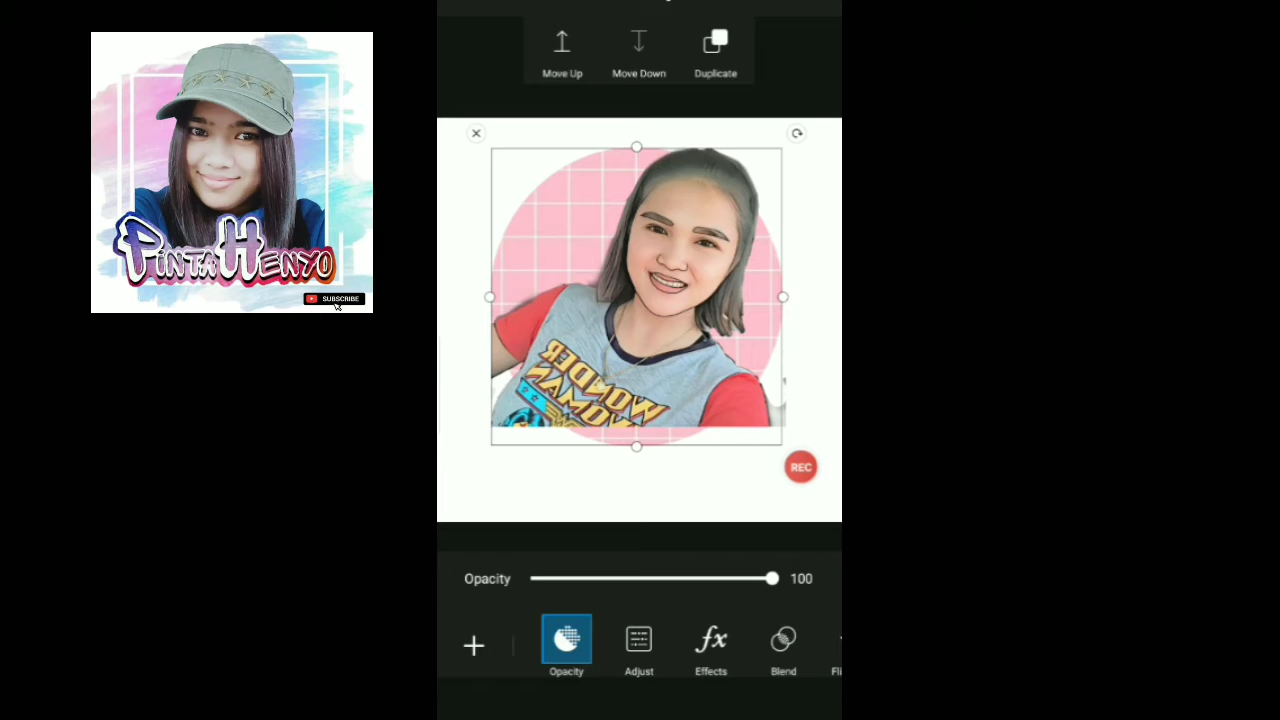 Move Up
Move Down
Duplicate
PINTAHENYO
SUBSCRIBE
WONDER
WOMAN
REC
Opacity
100
Opacity
Adjust
fx
Effects
Blend